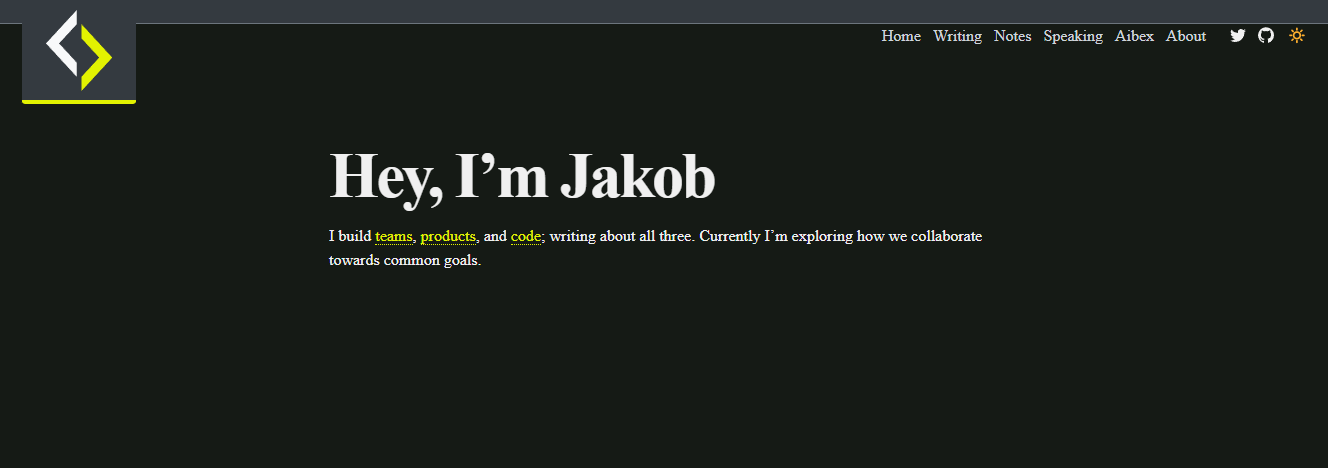 Home Writing Notes Speaking Aibex About
Hey, I’m Jakob
I build teams, products, and code; writing about all three. Currently I’m exploring how we collaborate
towards common goals.